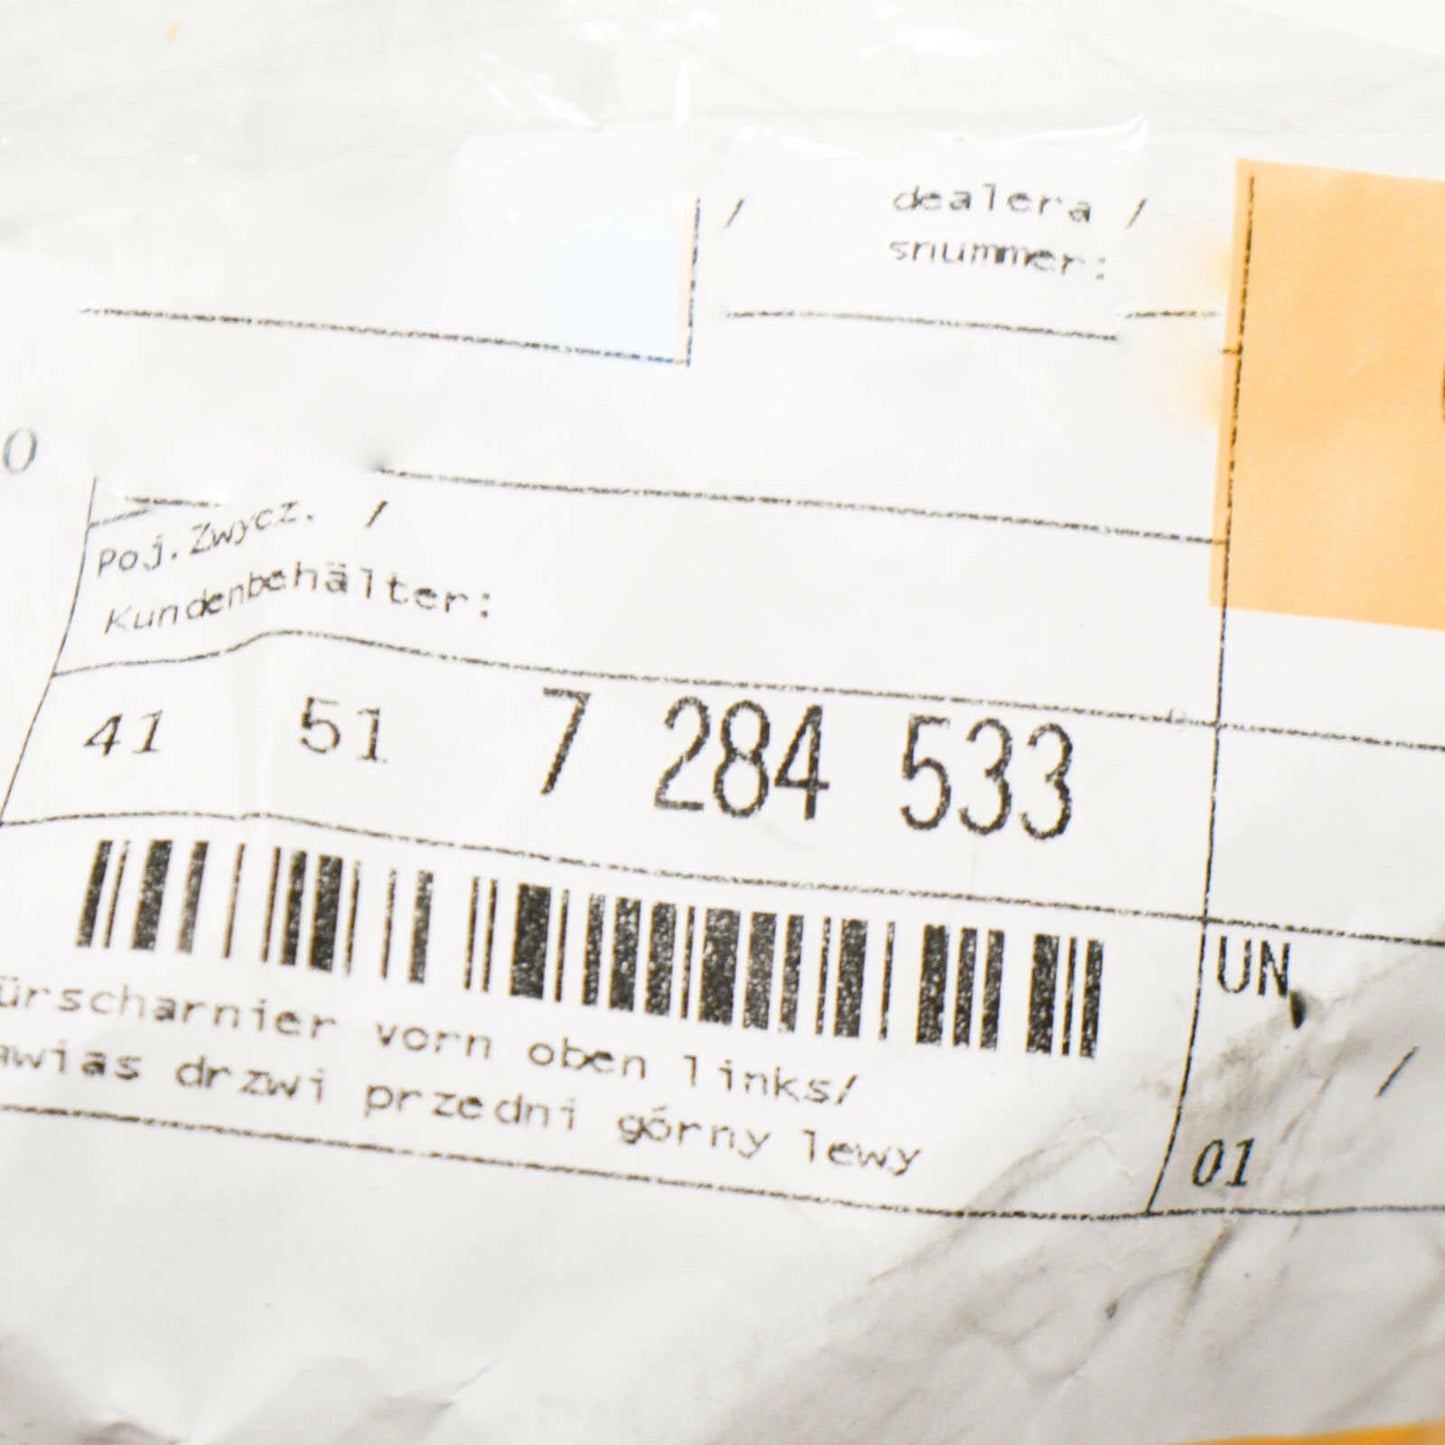 dealera /
snummer:
/
0
Poj.Zwycz. /
Kundenbehälter:
41 51 7 284 533
UN
ürscharnier vorn oben links/
awias drzwi przedni górny lewy
/
01